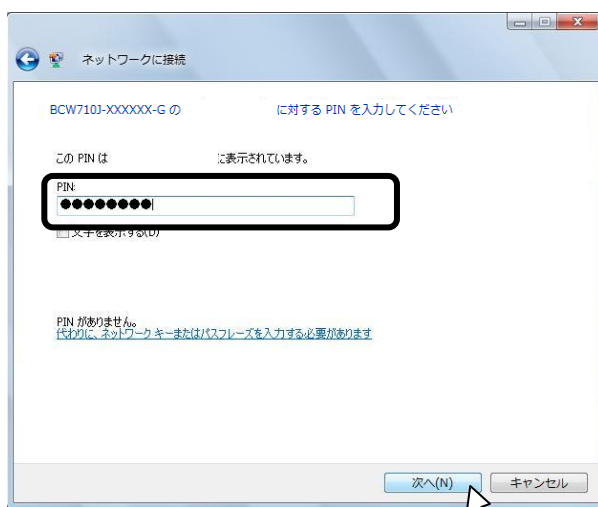 ネットワークに接続
BCW710J-XXXXXX-G の に対する PIN を入力してください
この PIN は に表示されています。
PIN:
●●●●●●●●
文字を表示する(D)
PIN がありません。
代わりに、ネットワーク キーまたはパスフレーズを入力する必要があります
次へ(N) キャンセル